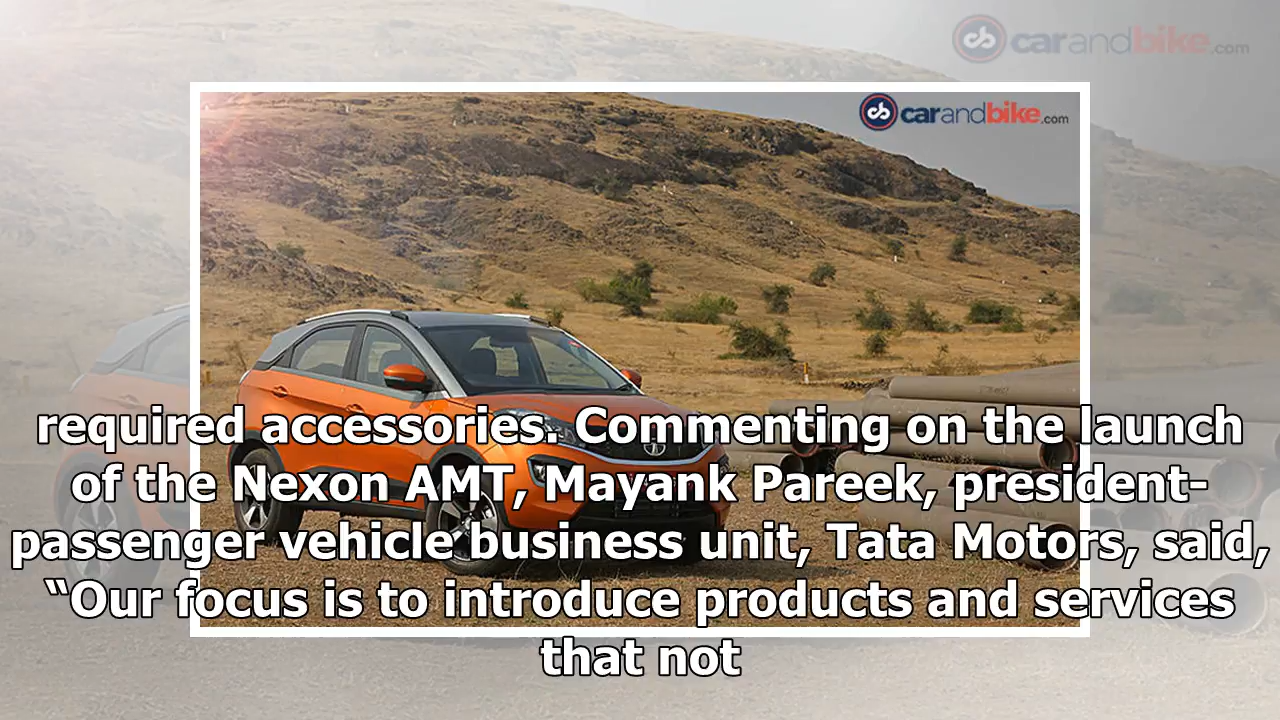 carandbike.com
carandbike.com
required accessories. Commenting on the launch
of the Nexon AMT, Mayank Pareek, president-
passenger vehicle business unit, Tata Motors, said,
“Our focus is to introduce products and services
that not